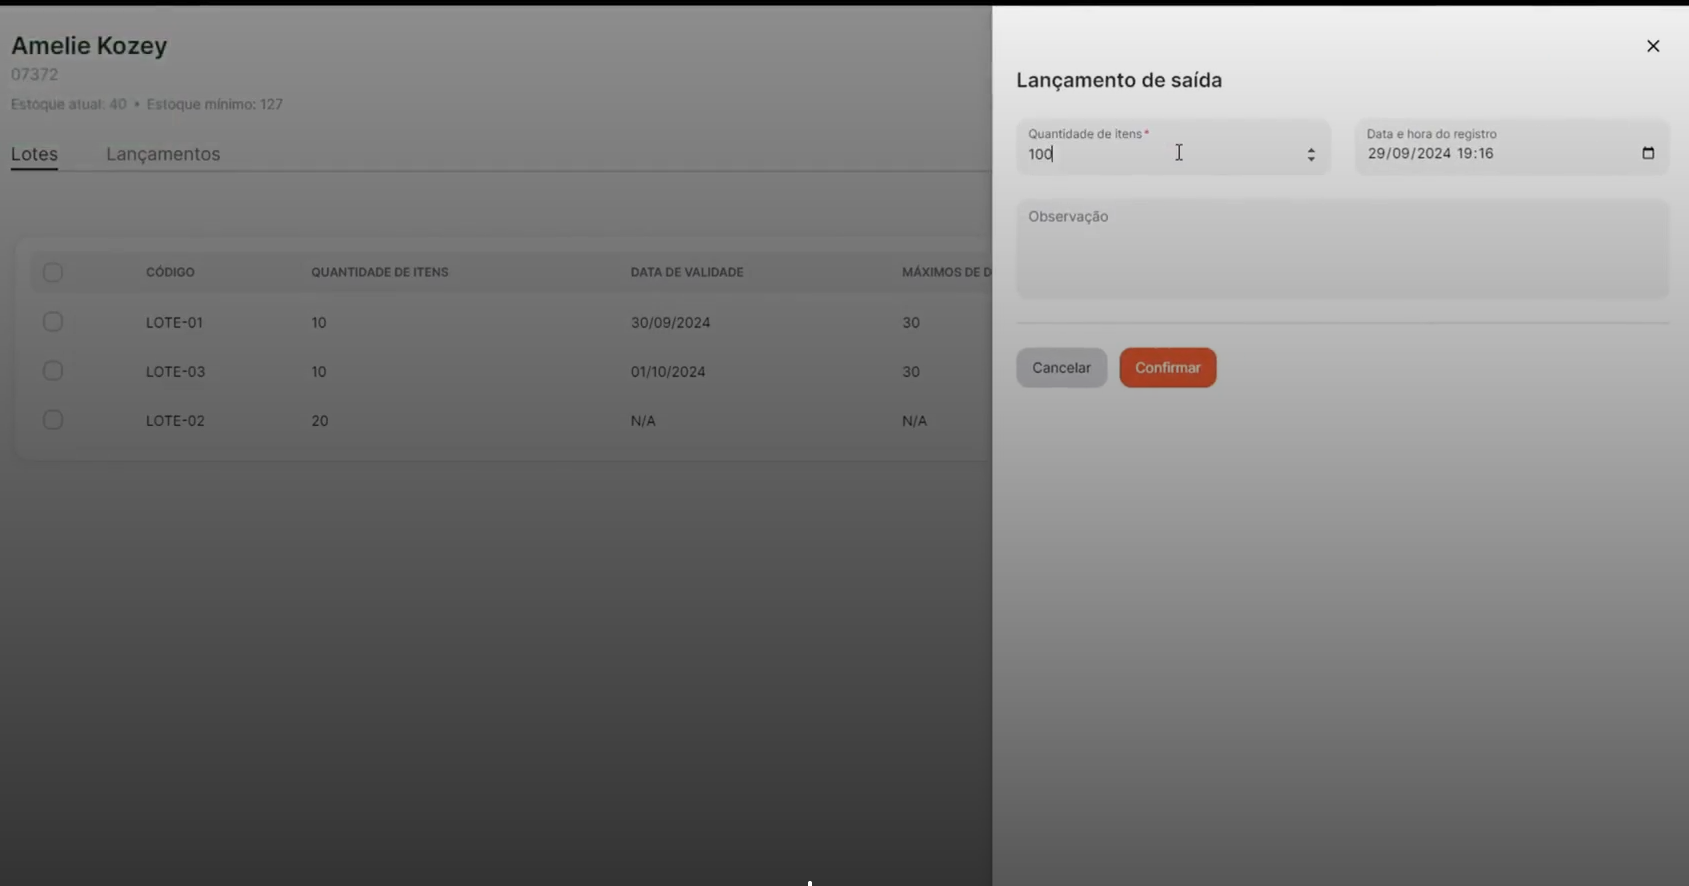 Amelie Kozey
07372
Estoque atual: 40 • Estoque mínimo: 127
Lotes Lançamentos
CÓDIGO QUANTIDADE DE ITENS DATA DE VALIDADE MÁXIMOS DE D
LOTE-01 10 30/09/2024 30
LOTE-03 10 01/10/2024 30
LOTE-02 20 N/A N/A
Lançamento de saída
Quantidade de itens* Data e hora do registro
100 29/09/2024 19:16
Observação
Cancelar Confirmar